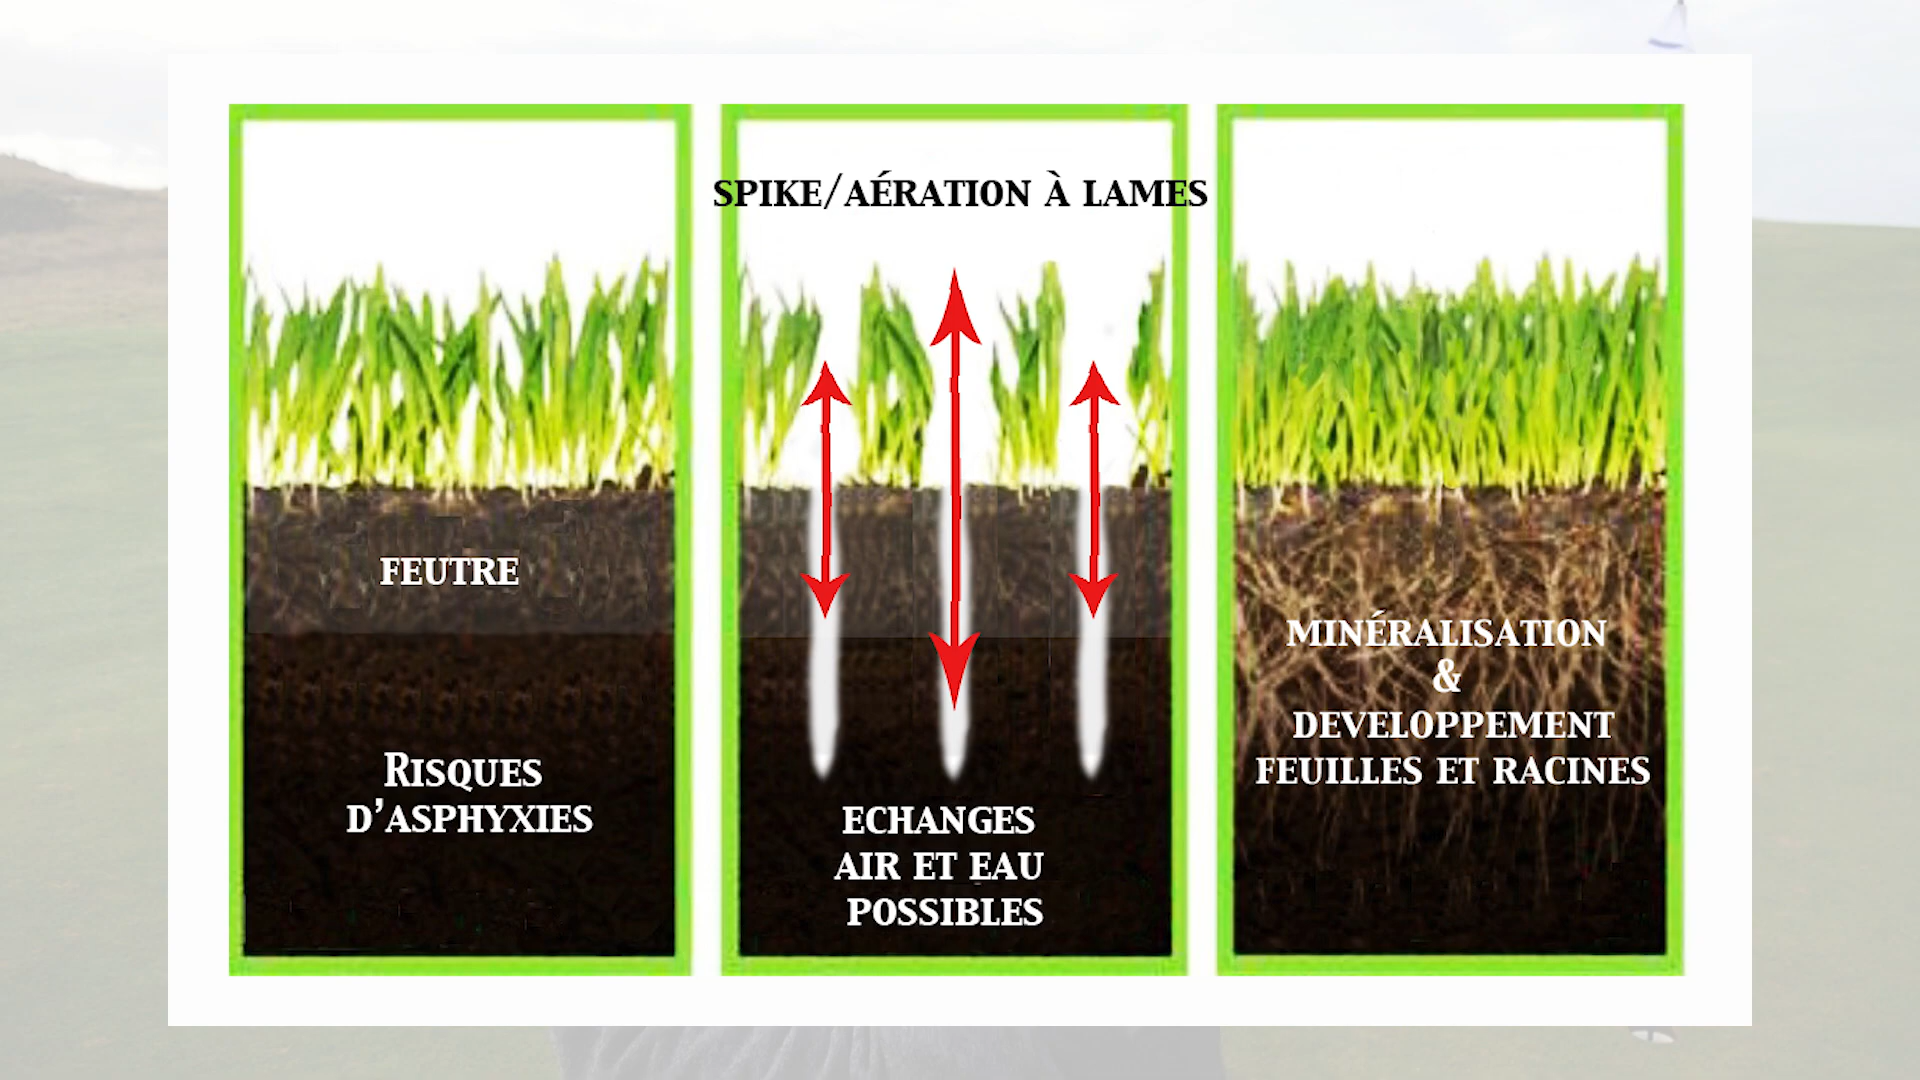 FEUTRE
RISQUES
D'ASPHYXIES
SPIKE/AÉRATION À LAMES
ECHANGES
AIR ET EAU
POSSIBLES
MINÉRALISATION
&
DEVELOPPEMENT
FEUILLES ET RACINES